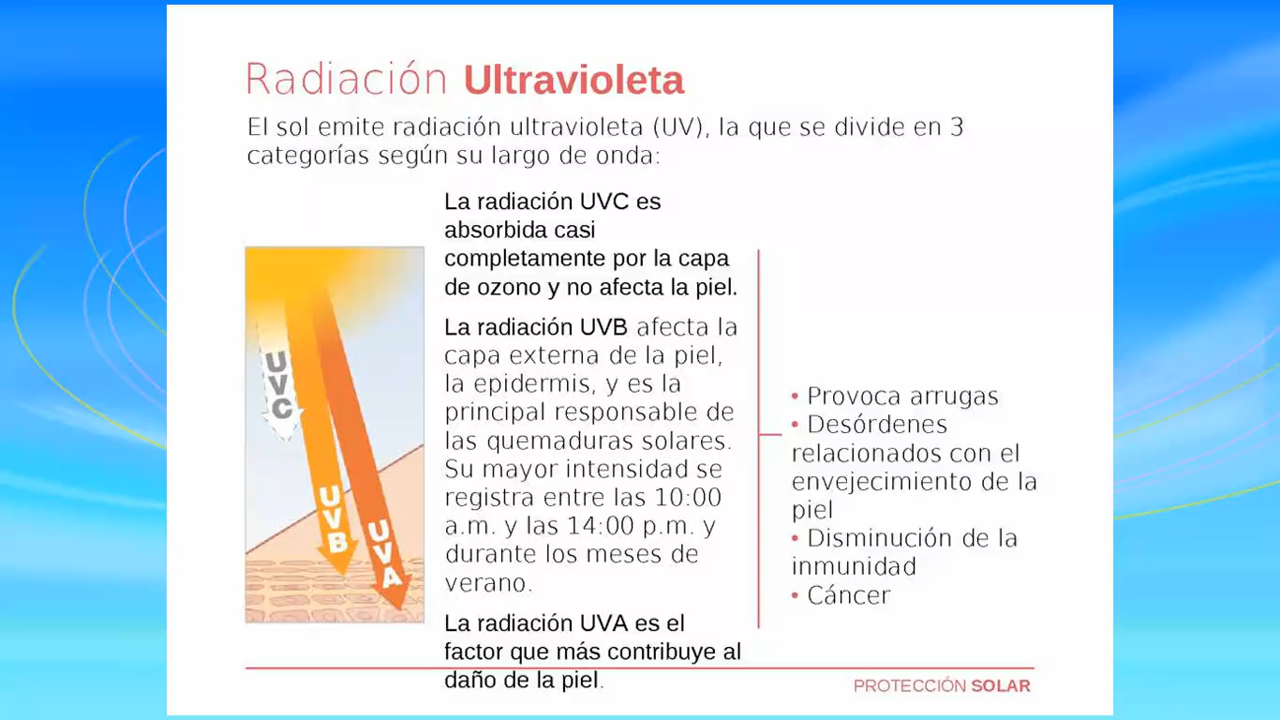 Radiación Ultravioleta
El sol emite radiación ultravioleta (UV), la que se divide en 3
categorías según su largo de onda:
La radiación UVC es
absorbida casi
completamente por la capa
de ozono y no afecta la piel.
La radiación UVB afecta la
capa externa de la piel,
la epidermis, y es la
principal responsable de
las quemaduras solares.
Su mayor intensidad se
registra entre las 10:00
a.m. y las 14:00 p.m. y
durante los meses de
verano.
La radiación UVA es el
factor que más contribuye al
daño de la piel.
UVC
UVB
UVA
• Provoca arrugas
• Desórdenes
relacionados con el
envejecimiento de la
piel
• Disminución de la
inmunidad
• Cáncer
PROTECCIÓN SOLAR